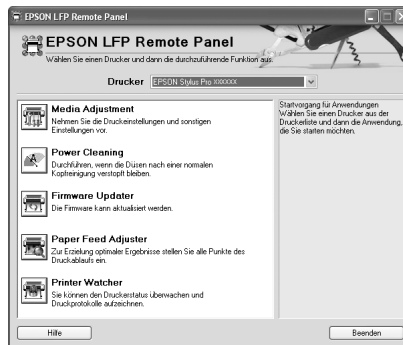 EPSON LFP Remote Panel
EPSON LFP Remote Panel
Wählen Sie einen Drucker und dann die durchzuführende Funktion aus.
Drucker EPSON Stylus Pro XXXXXX
Media Adjustment
Nehmen Sie die Druckeinstellungen und sonstigen
Einstellungen vor.
Power Cleaning
Durchführen, wenn die Düsen nach einer normalen
Kopfreinigung verstopft bleiben.
Firmware Updater
Die Firmware kann aktualisiert werden.
Paper Feed Adjuster
Zur Erzielung optimaler Ergebnisse stellen Sie alle Punkte des
Druckablaufs ein.
Printer Watcher
Sie können den Druckerstatus überwachen und
Druckprotokolle aufzeichnen.
Startvorgang für Anwendungen
Wählen Sie einen Drucker aus der
Druckerliste und dann die Anwendung,
die Sie starten möchten.
Hilfe
Beenden